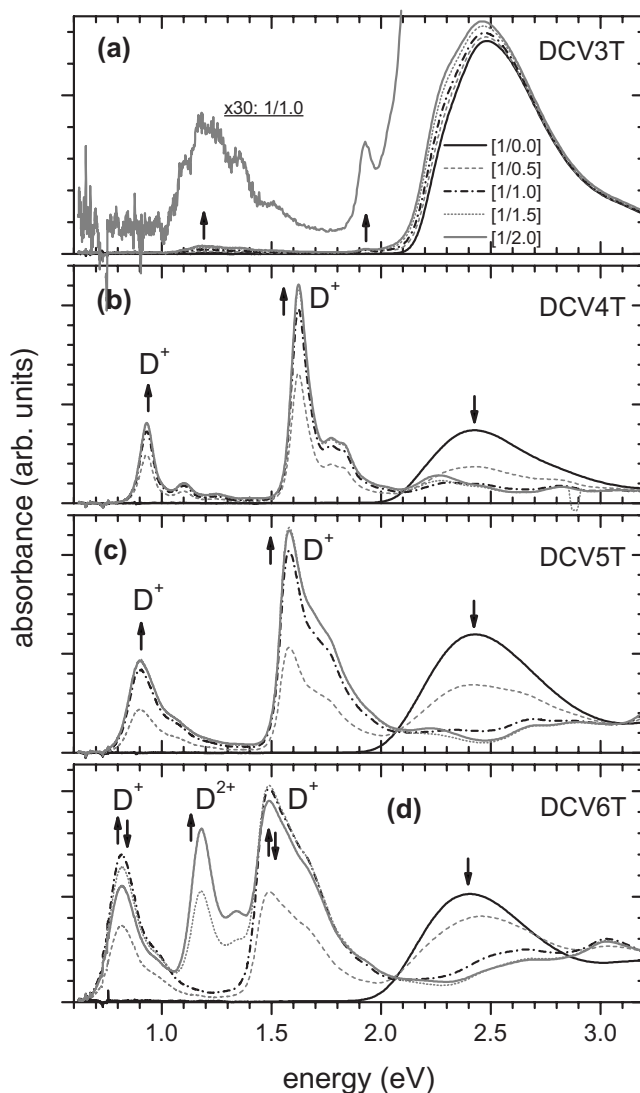 (a)
DCV3T
x30: 1/1.0
[1/0.0]
[1/0.5]
[1/1.0]
[1/1.5]
[1/2.0]
(b)
DCV4T
D⁺
D⁺
(c)
DCV5T
D⁺
D⁺
(d)
DCV6T
D⁺
D²⁺
D⁺
absorbance (arb. units)
1.0 1.5 2.0 2.5 3.0
energy (eV)